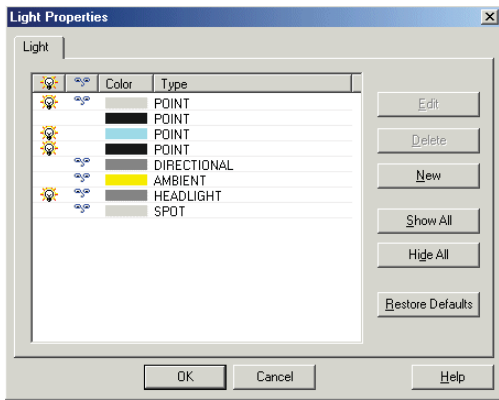 Light Properties
Light
Color Type
POINT
POINT
POINT
POINT
DIRECTIONAL
AMBIENT
HEADLIGHT
SPOT
Edit
Delete
New
Show All
Hide All
Restore Defaults
OK Cancel Help